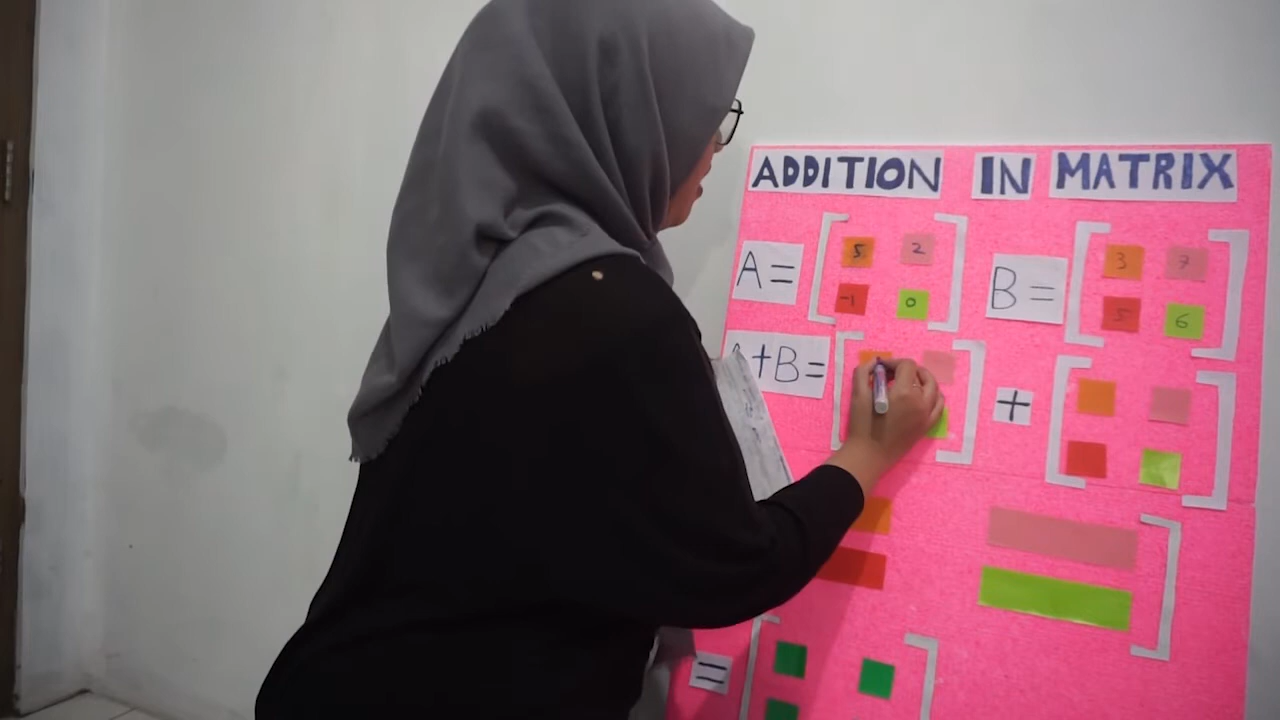 ADDITION IN MATRIX
A = [ 5 2 B = [ 3 7
-1 0 ] 5 6 ]
A+B = [ ] + [ ]
]
= [ ]